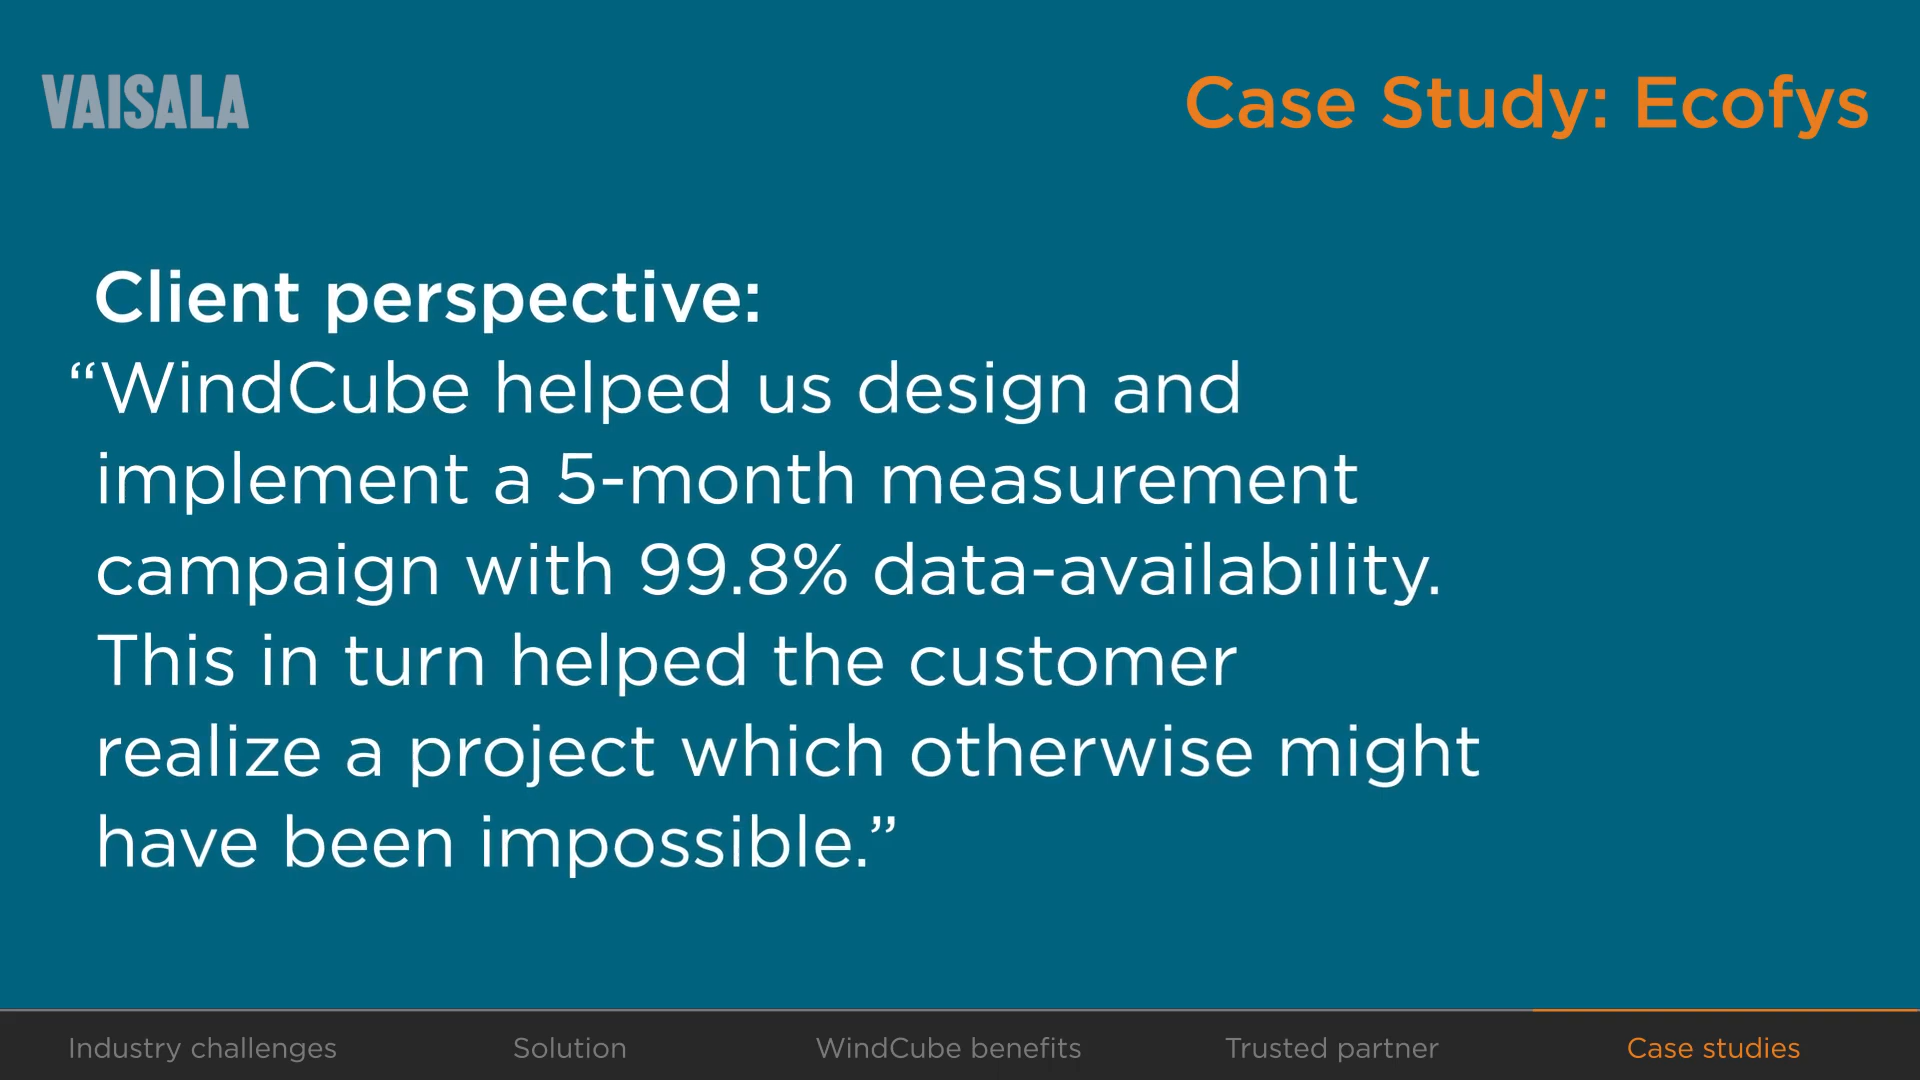 VAISALA
Case Study: Ecofys
Client perspective:
“WindCube helped us design and
implement a 5-month measurement
campaign with 99.8% data-availability.
This in turn helped the customer
realize a project which otherwise might
have been impossible.”
Industry challenges
Solution
WindCube benefits
Trusted partner
Case studies